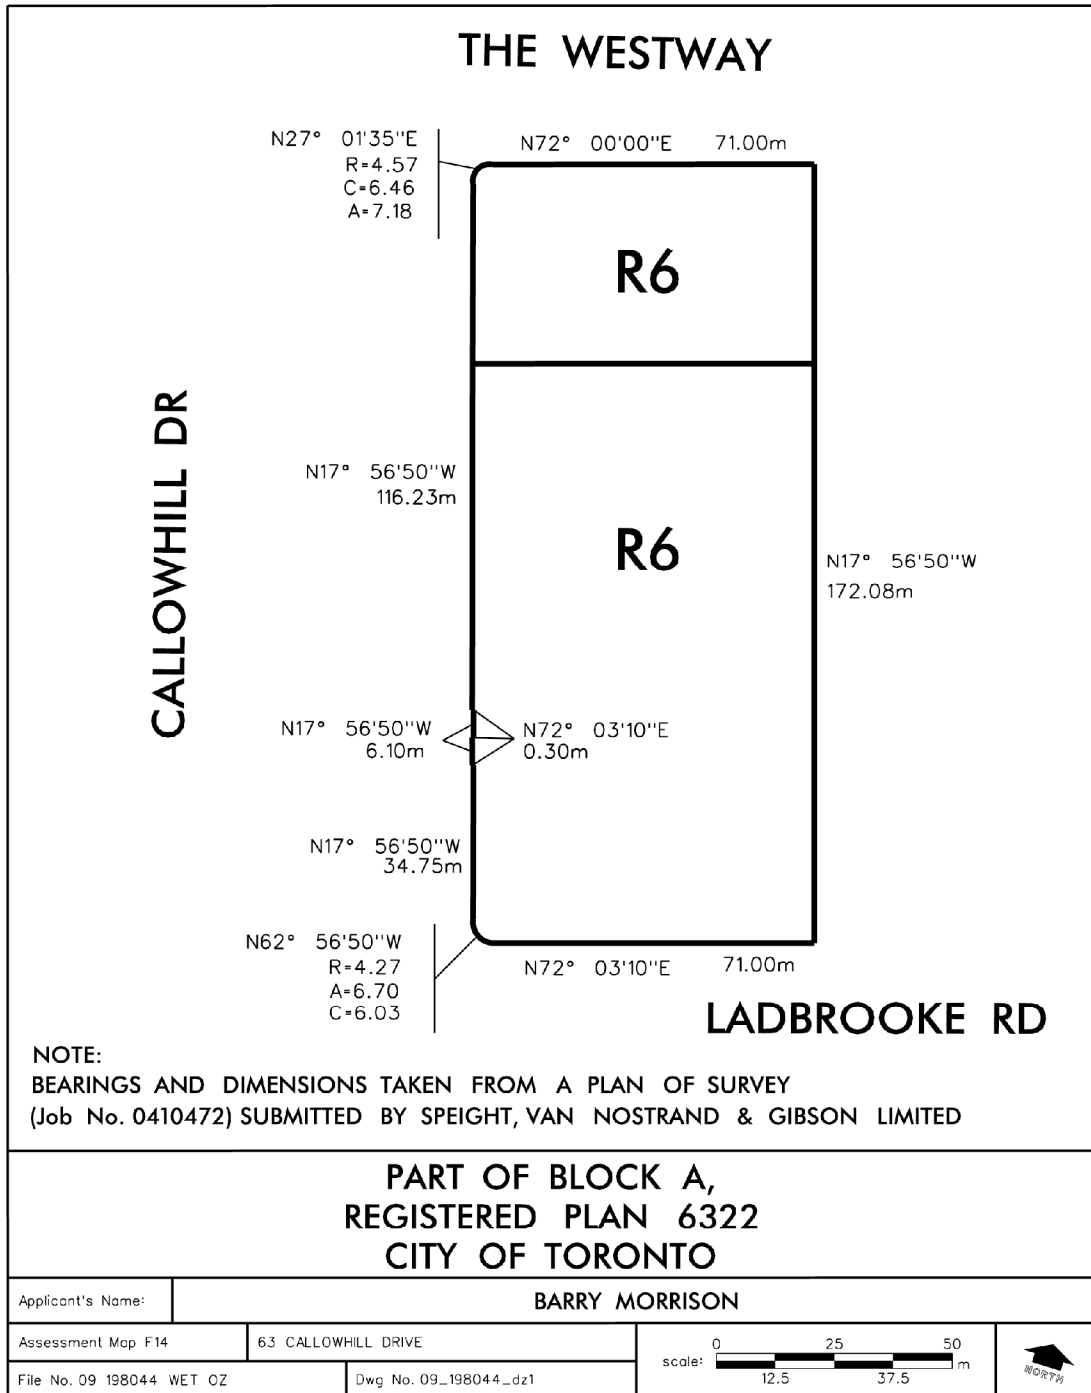 THE WESTWAY
N27° 01'35"E
R=4.57
C=6.46
A=7.18
N72° 00'00"E 71.00m
R6
CALLOWHILL DR
N17° 56'50"W
116.23m
R6
N17° 56'50"W
172.08m
N17° 56'50"W
6.10m
N72° 03'10"E
0.30m
N17° 56'50"W
34.75m
N62° 56'50"W
R=4.27
A=6.70
C=6.03
N72° 03'10"E 71.00m
LADBROOKE RD
NOTE:
BEARINGS AND DIMENSIONS TAKEN FROM A PLAN OF SURVEY
(Job No. 0410472) SUBMITTED BY SPEIGHT, VAN NOSTRAND & GIBSON LIMITED
PART OF BLOCK A,
REGISTERED PLAN 6322
CITY OF TORONTO
Applicant's Name: BARRY MORRISON
Assessment Map F14 63 CALLOWHILL DRIVE
File No. 09 198044 WET OZ Dwg No. 09_198044_dz1
0 25 50
scale: m
12.5 37.5
NORTH